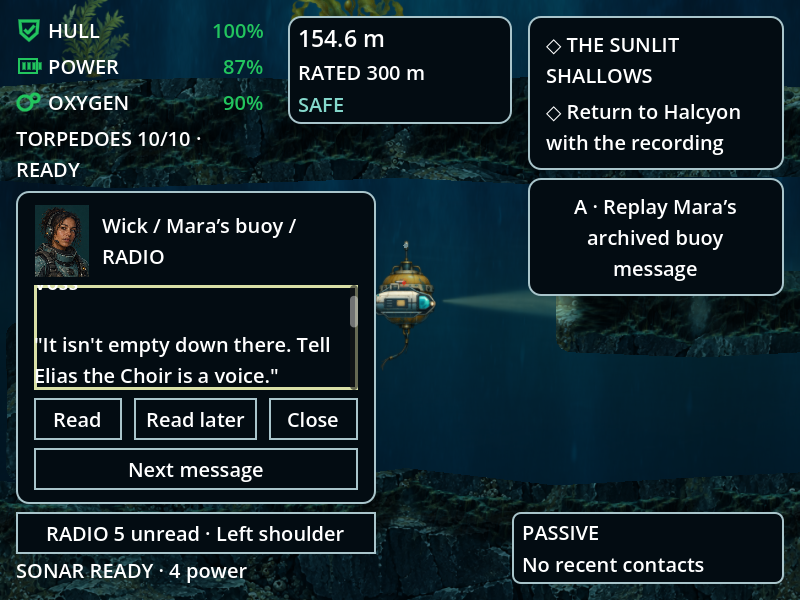 HULL 100%
POWER 87%
OXYGEN 90%
TORPEDOES 10/10 ·
READY
154.6 m
RATED 300 m
SAFE
◇ THE SUNLIT
SHALLOWS
◇ Return to Halcyon
with the recording
A · Replay Mara’s
archived buoy
message
Wick / Mara’s buoy /
RADIO
"It isn't empty down there. Tell
Elias the Choir is a voice."
Read
Read later
Close
Next message
RADIO 5 unread · Left shoulder
SONAR READY · 4 power
PASSIVE
No recent contacts